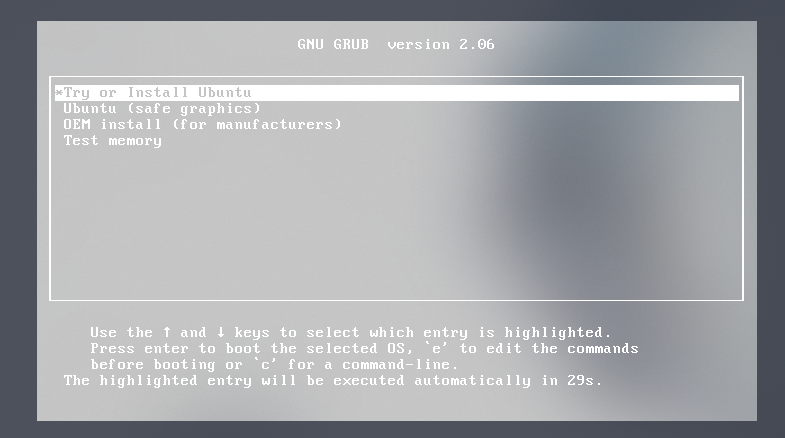 GNU GRUB  version 2.06
*Try or Install Ubuntu
Ubuntu (safe graphics)
OEM install (for manufacturers)
Test memory
Use the ↑ and ↓ keys to select which entry is highlighted.
Press enter to boot the selected OS, `e' to edit the commands
before booting or `c' for a command-line.
The highlighted entry will be executed automatically in 29s.